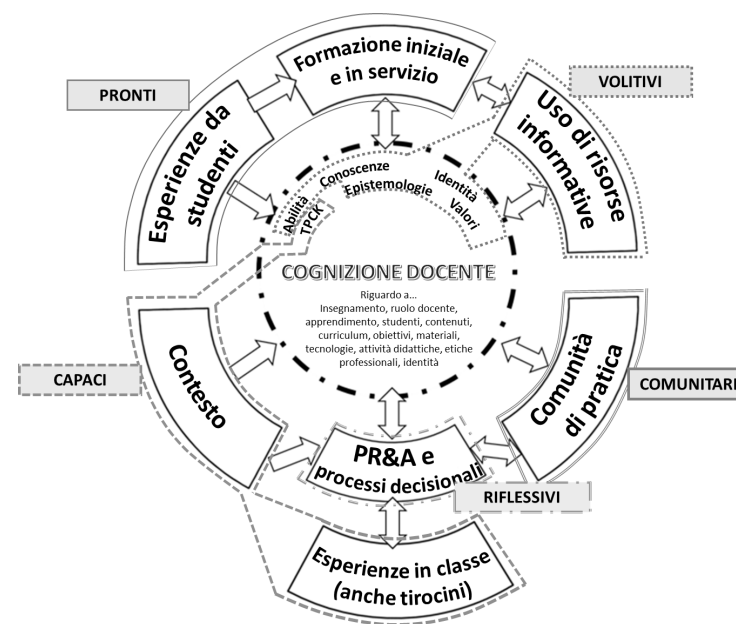 Formazione iniziale
e in servizio
PRONTI
VOLITIVI
Esperienze da
studenti
Uso di risorse
informative
Conoscenze
Epistemologie
Identità
Valori
Abilità
TPCK
COGNIZIONE DOCENTE
Riguardo a...
Insegnamento, ruolo docente,
apprendimento, studenti, contenuti,
curriculum, obiettivi, materiali,
tecnologie, attività didattiche, etiche
professionali, identità
Contesto
CAPACI
Comunità
di pratica
COMUNITARI
PR&A e
processi decisionali
RIFLESSIVI
Esperienze in classe
(anche tirocini)